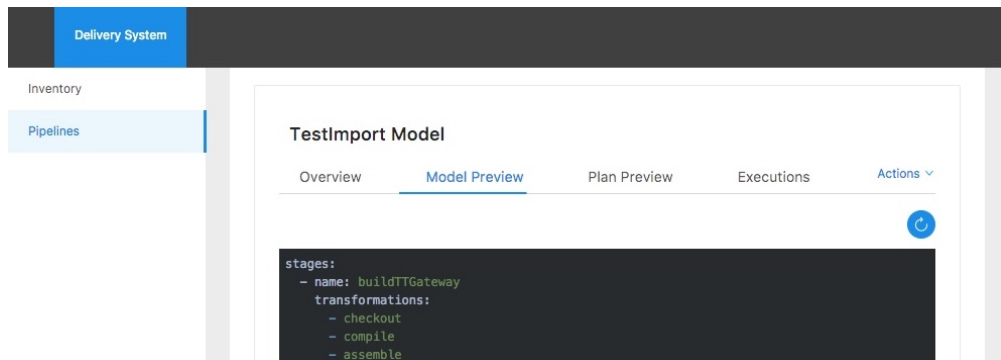 Delivery System
Inventory
Pipelines
TestImport Model
Overview Model Preview Plan Preview Executions Actions
stages:
- name: buildTTGateway
transformations:
- checkout
- compile
- assemble